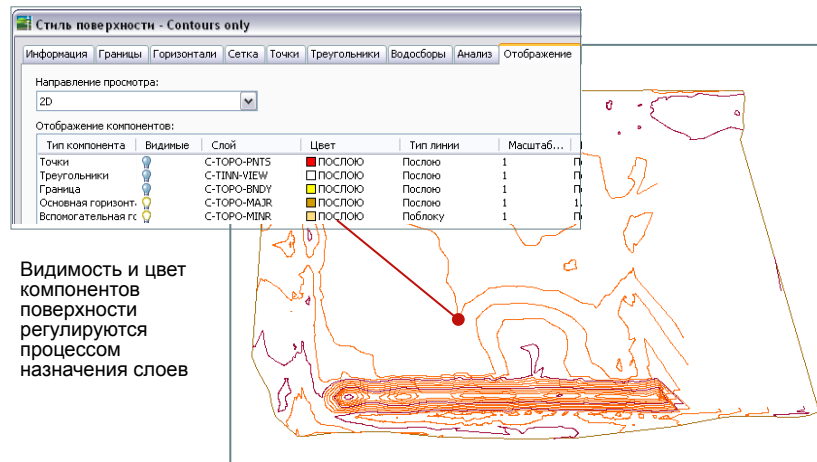 Стиль поверхности - Contours only
Информация Границы Горизонтали Сетка Точки Треугольники Водосборы Анализ Отображение
Направление просмотра:
2D
Отображение компонентов:
Тип компонента Видимые Слой Цвет Тип линии Масштаб...
Точки C-TOPO-PNTS ПОСЛОЮ Послою 1
Треугольники C-TINN-VIEW ПОСЛОЮ Послою 1
Граница C-TOPO-BNDY ПОСЛОЮ Послою 1
Основная горизонт. C-TOPO-MAJR ПОСЛОЮ Послою 1 1.
Вспомогательная гс C-TOPO-MINR ПОСЛОЮ Поблоку 1
Видимость и цвет
компонентов
поверхности
регулируются
процессом
назначения слоев